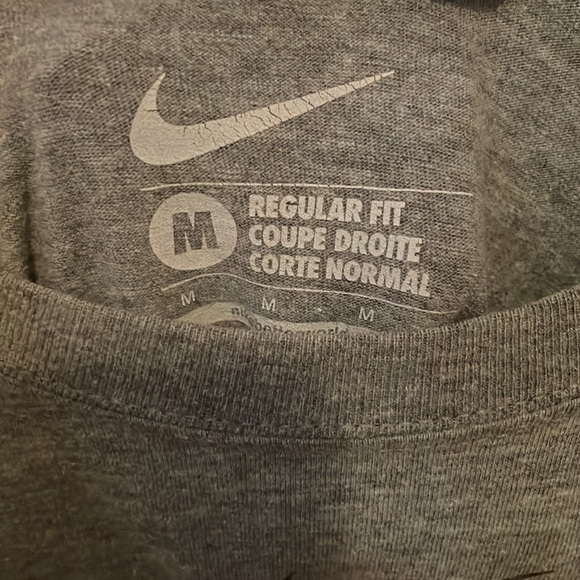 M
REGULAR FIT
COUPE DROITE
CORTE NORMAL
M M M